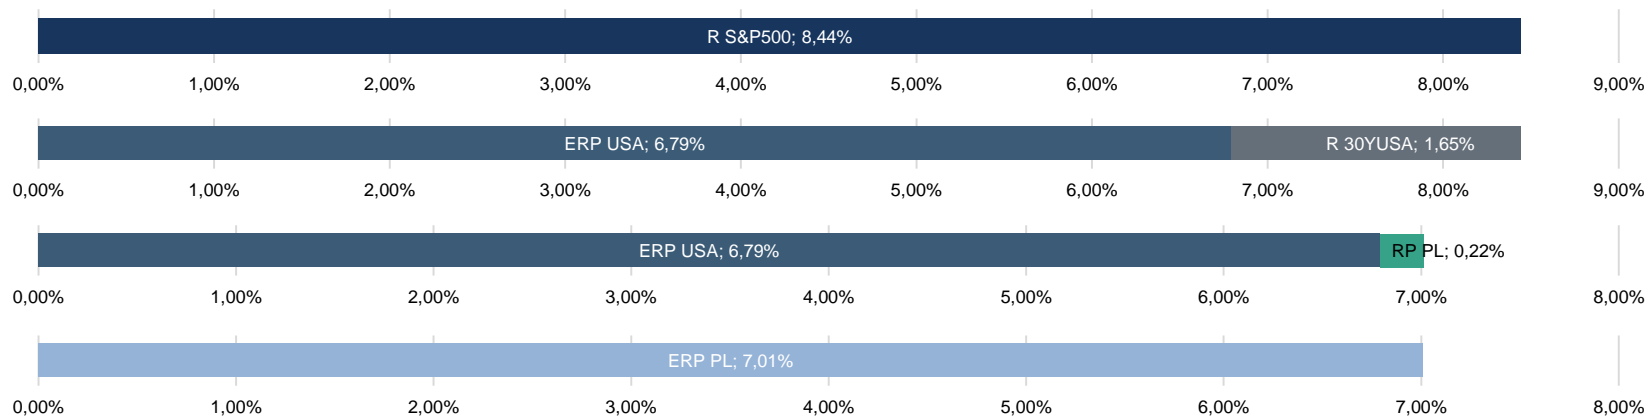 R S&P500; 8,44%
0,00% 1,00% 2,00% 3,00% 4,00% 5,00% 6,00% 7,00% 8,00% 9,00%
ERP USA; 6,79% R 30YUSA; 1,65%
0,00% 1,00% 2,00% 3,00% 4,00% 5,00% 6,00% 7,00% 8,00% 9,00%
ERP USA; 6,79% RP PL; 0,22%
0,00% 1,00% 2,00% 3,00% 4,00% 5,00% 6,00% 7,00% 8,00%
ERP PL; 7,01%
0,00% 1,00% 2,00% 3,00% 4,00% 5,00% 6,00% 7,00% 8,00%